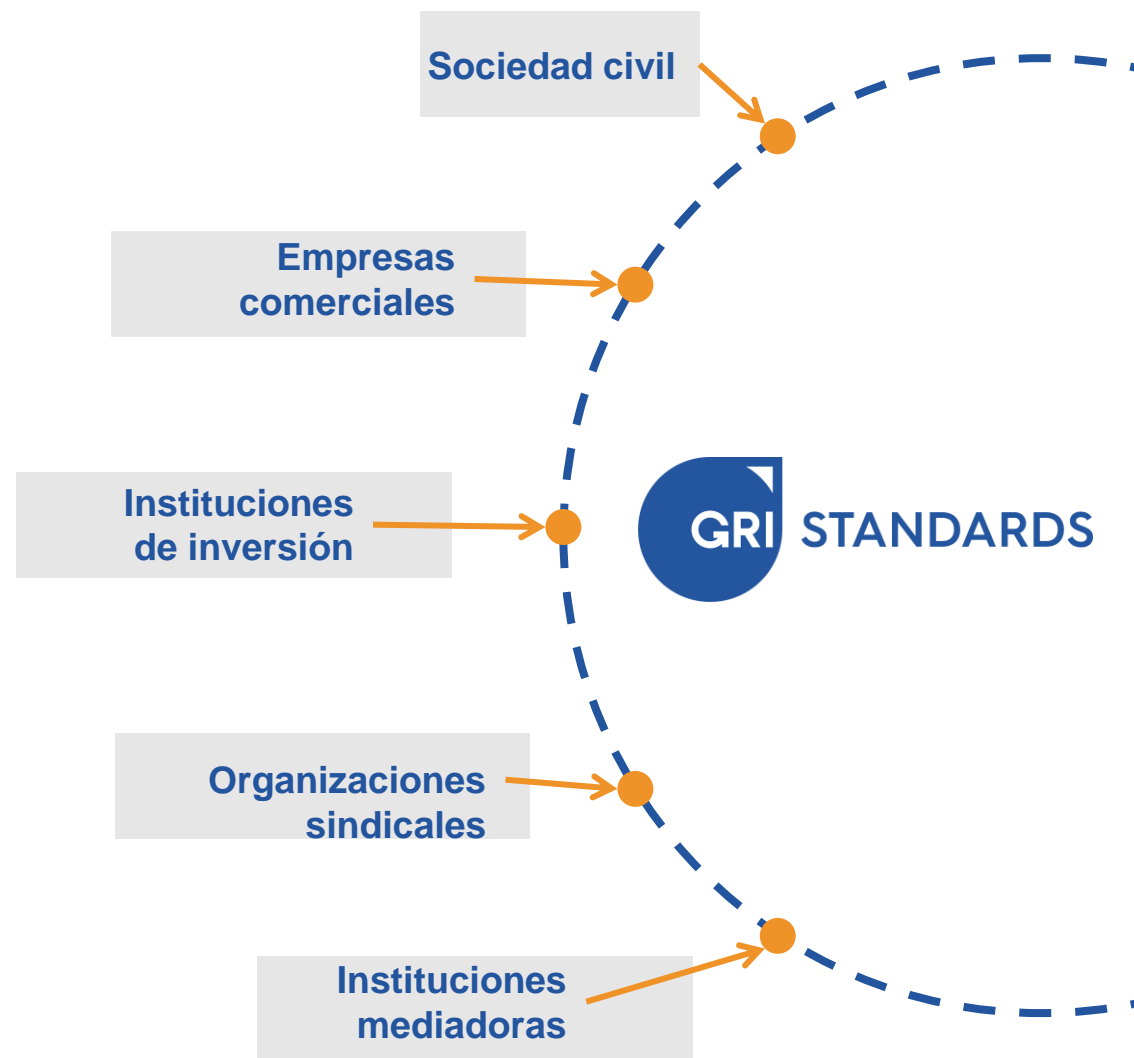 Sociedad civil
Empresas
comerciales
Instituciones
de inversión
GRI STANDARDS
Organizaciones
sindicales
Instituciones
mediadoras